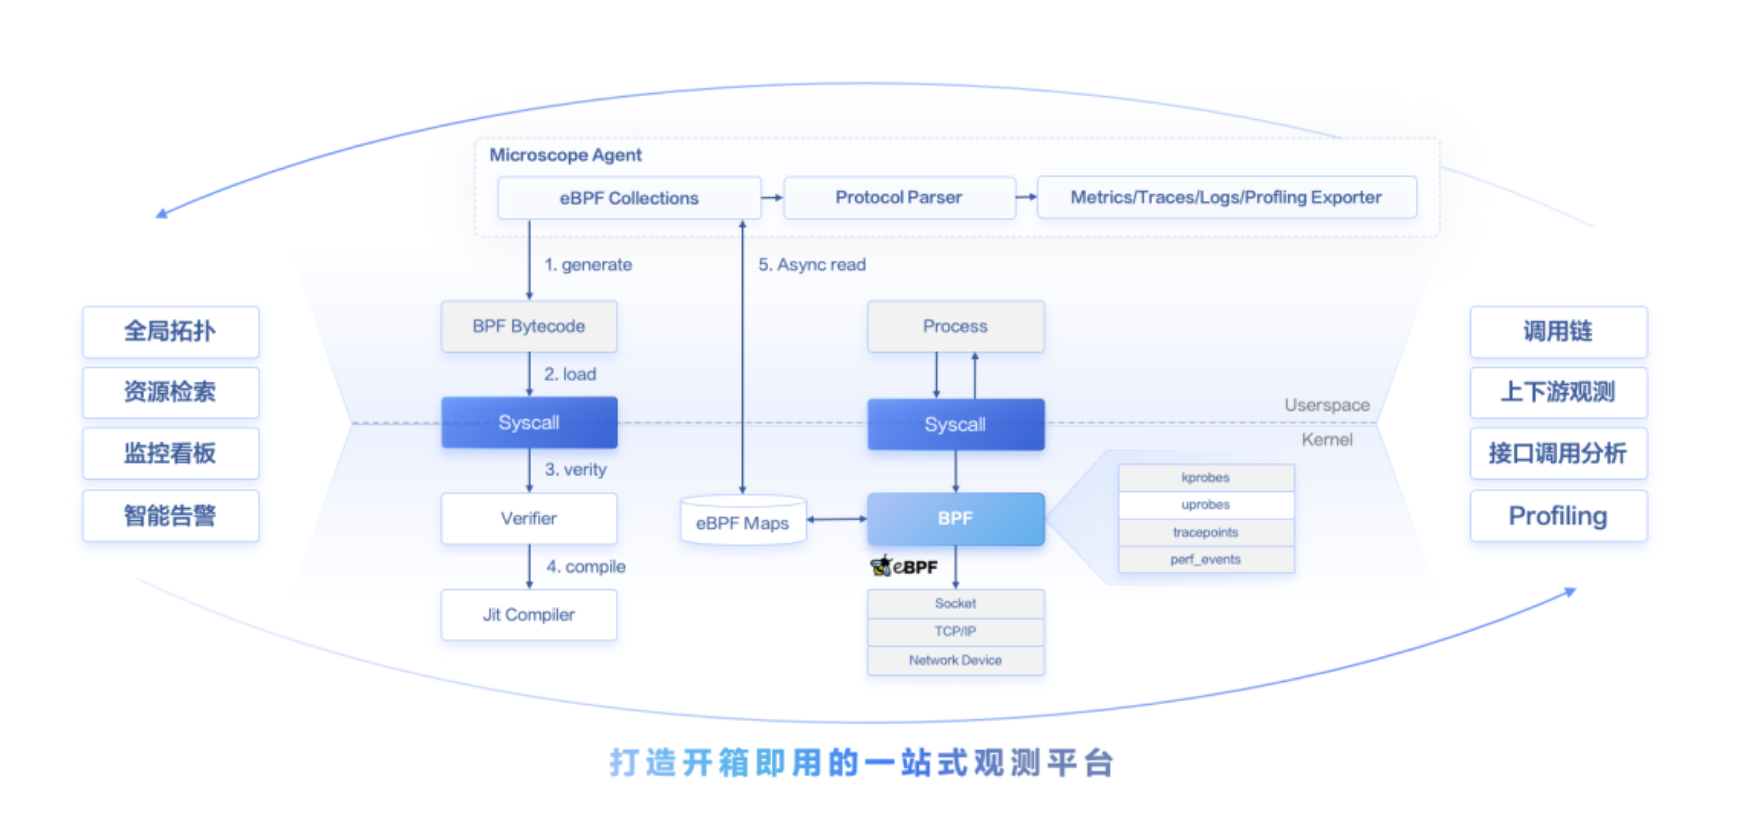 Microscope Agent
eBPF Collections
Protocol Parser
Metrics/Traces/Logs/Profling Exporter
1. generate
5. Async read
全局拓扑
资源检索
监控看板
智能告警
BPF Bytecode
2. load
Syscall
3. verity
Verifier
4. compile
Jit Compiler
eBPF Maps
Process
Syscall
BPF
eBPF
Socket
TCP/IP
Network Device
Userspace
Kernel
kprobes
uprobes
tracepoints
perf_events
调用链
上下游观测
接口调用分析
Profiling
打造开箱即用的一站式观测平台